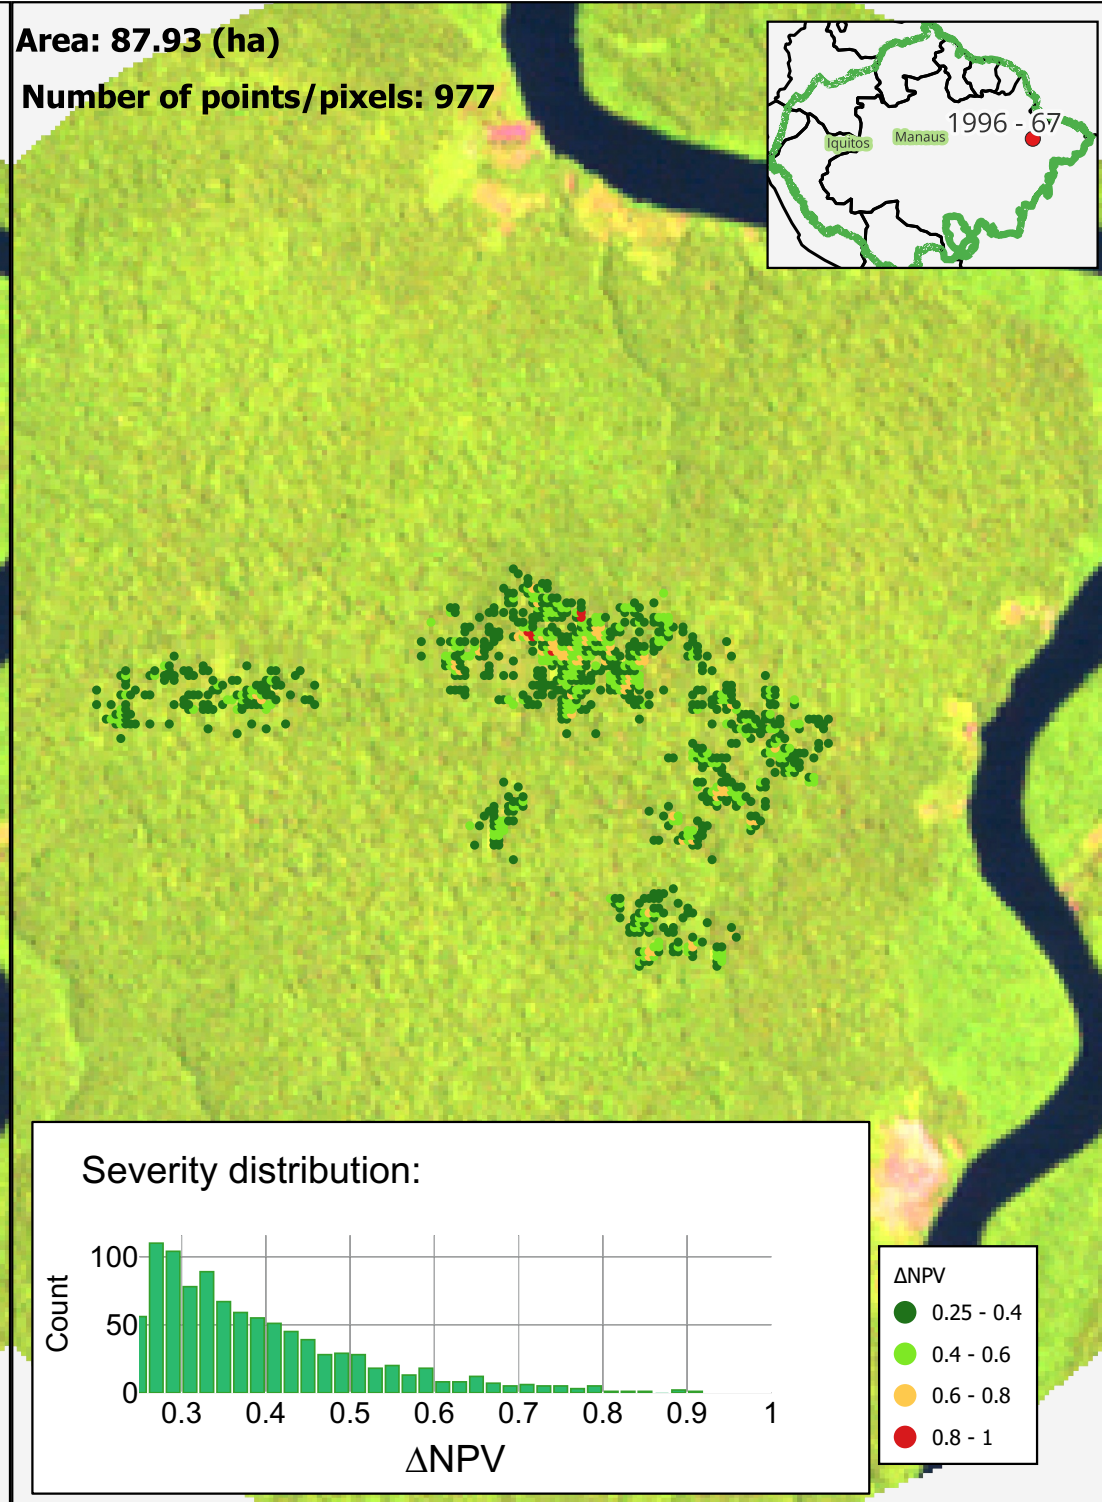 Area: 87.93 (ha)
Number of points/pixels: 977
1996 - 67
Iquitos
Manaus
Severity distribution:
Count
100
50
0
0.3 0.4 0.5 0.6 0.7 0.8 0.9 1
ΔNPV
ΔNPV
0.25 - 0.4
0.4 - 0.6
0.6 - 0.8
0.8 - 1